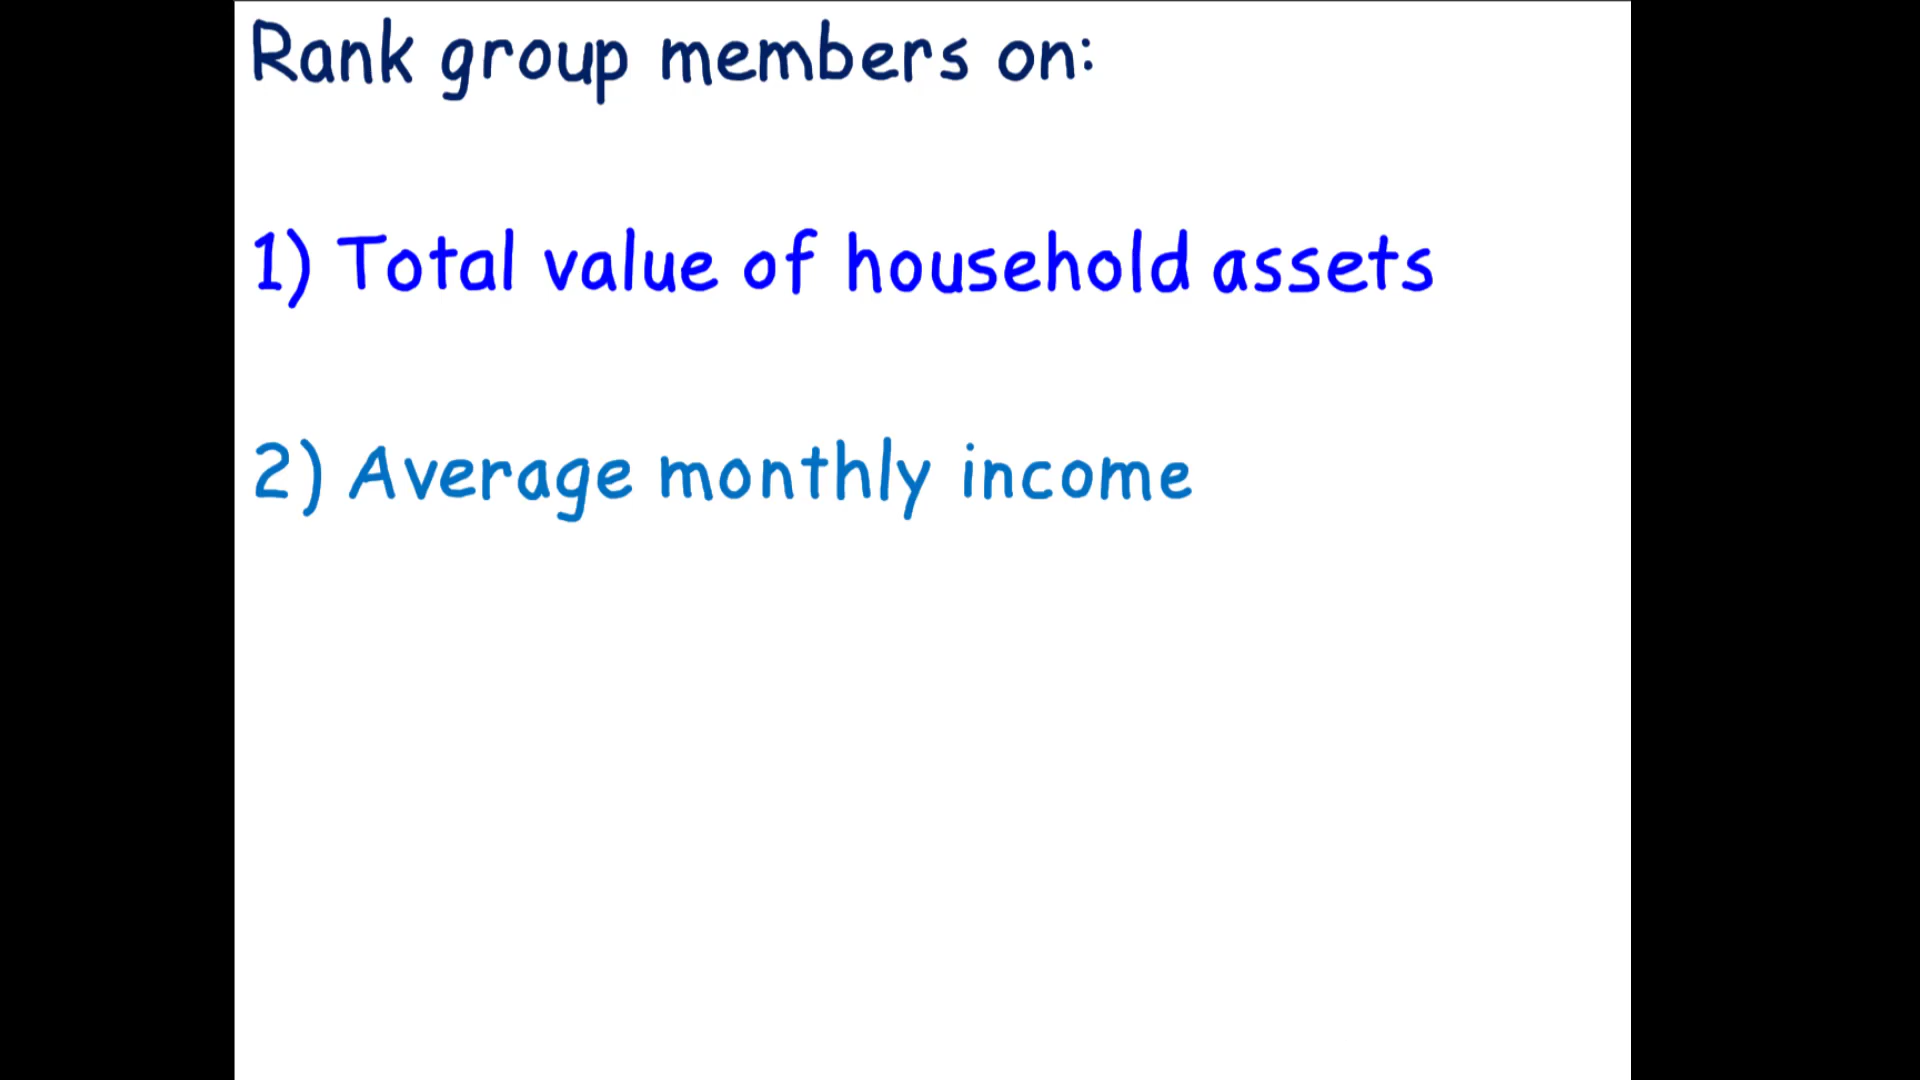 Rank group members on:
1) Total value of household assets
2) Average monthly income